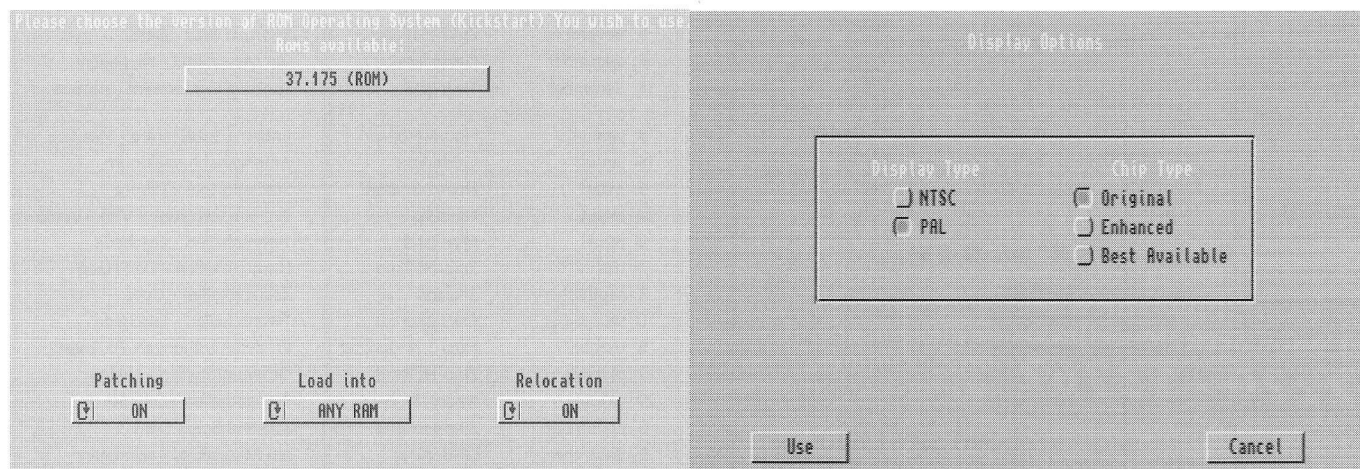 Please choose the version of ROM Operating System (Kickstart) You wish to use
Roms available:
37.175 (ROM)
Patching
Load into
Relocation
ON
ANY RAM
ON
Display Options
Display Type
Chip Type
NTSC
Original
PAL
Enhanced
Best Available
Use
Cancel